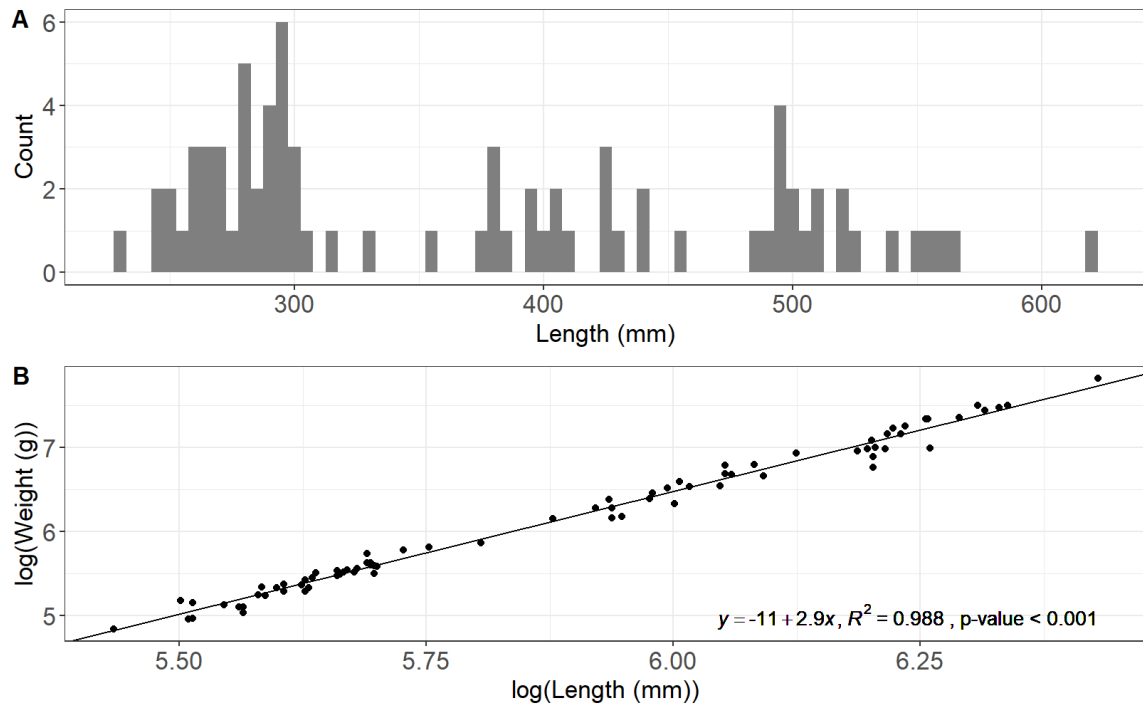 A
6
4
2
0
Count
300 400 500 600
Length (mm)
B
7
6
5
log(Weight (g))
y = -11 + 2.9x, R² = 0.988 , p-value < 0.001
5.50 5.75 6.00 6.25
log(Length (mm))